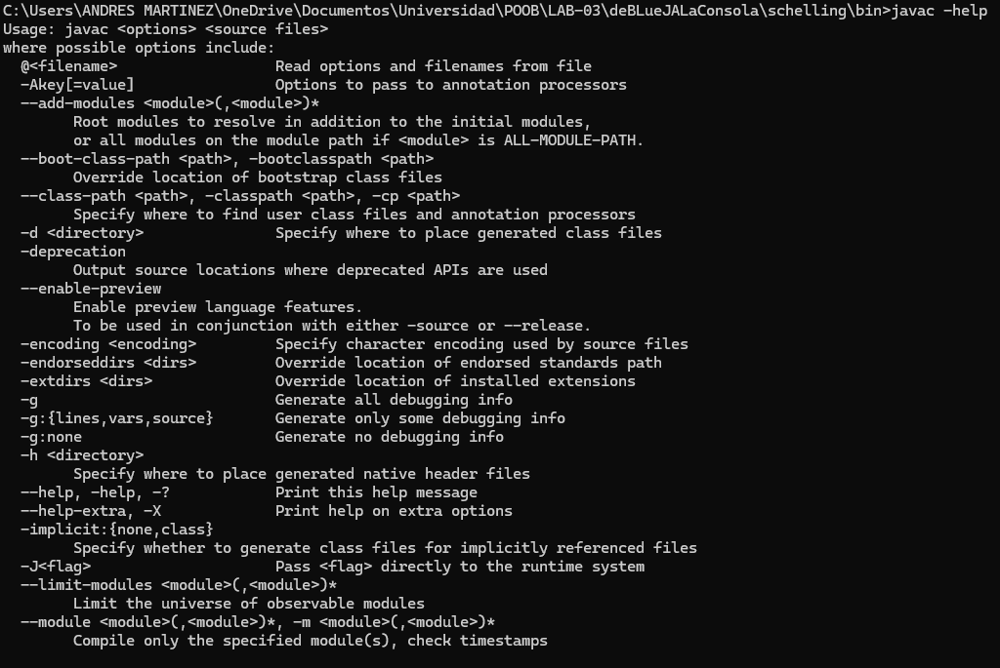 C:\Users\ANDRES MARTINEZ\OneDrive\Documentos\Universidad\POOB\LAB-03\deBLueJALaConsola\schelling\bin>javac -help
Usage: javac <options> <source files>
where possible options include:
  @<filename>                  Read options and filenames from file
  -Akey[=value]                Options to pass to annotation processors
  --add-modules <module>(,<module>)*
        Root modules to resolve in addition to the initial modules,
        or all modules on the module path if <module> is ALL-MODULE-PATH.
  --boot-class-path <path>, -bootclasspath <path>
        Override location of bootstrap class files
  --class-path <path>, -classpath <path>, -cp <path>
        Specify where to find user class files and annotation processors
  -d <directory>               Specify where to place generated class files
  -deprecation
        Output source locations where deprecated APIs are used
  --enable-preview
        Enable preview language features.
        To be used in conjunction with either -source or --release.
  -encoding <encoding>         Specify character encoding used by source files
  -endorseddirs <dirs>         Override location of endorsed standards path
  -extdirs <dirs>              Override location of installed extensions
  -g                           Generate all debugging info
  -g:{lines,vars,source}       Generate only some debugging info
  -g:none                      Generate no debugging info
  -h <directory>
        Specify where to place generated native header files
  --help, -help, -?            Print this help message
  --help-extra, -X             Print help on extra options
  -implicit:{none,class}
        Specify whether to generate class files for implicitly referenced files
  -J<flag>                     Pass <flag> directly to the runtime system
  --limit-modules <module>(,<module>)*
        Limit the universe of observable modules
  --module <module>(,<module>)*, -m <module>(,<module>)*
        Compile only the specified module(s), check timestamps